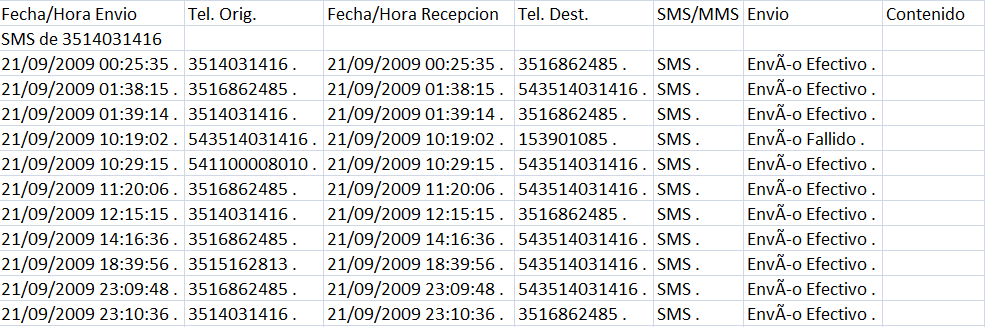 Fecha/Hora Envio Tel. Orig. Fecha/Hora Recepcion Tel. Dest. SMS/MMS Envio Contenido
SMS de 3514031416
21/09/2009 00:25:35 . 3514031416 . 21/09/2009 00:25:35 . 3516862485 . SMS . EnvÃ-o Efectivo .
21/09/2009 01:38:15 . 3516862485 . 21/09/2009 01:38:15 . 543514031416 . SMS . EnvÃ-o Efectivo .
21/09/2009 01:39:14 . 3514031416 . 21/09/2009 01:39:14 . 3516862485 . SMS . EnvÃ-o Efectivo .
21/09/2009 10:19:02 . 543514031416 . 21/09/2009 10:19:02 . 153901085 . SMS . EnvÃ-o Fallido .
21/09/2009 10:29:15 . 541100008010 . 21/09/2009 10:29:15 . 543514031416 . SMS . EnvÃ-o Efectivo .
21/09/2009 11:20:06 . 3516862485 . 21/09/2009 11:20:06 . 543514031416 . SMS . EnvÃ-o Efectivo .
21/09/2009 12:15:15 . 3514031416 . 21/09/2009 12:15:15 . 3516862485 . SMS . EnvÃ-o Efectivo .
21/09/2009 14:16:36 . 3516862485 . 21/09/2009 14:16:36 . 543514031416 . SMS . EnvÃ-o Efectivo .
21/09/2009 18:39:56 . 3515162813 . 21/09/2009 18:39:56 . 543514031416 . SMS . EnvÃ-o Efectivo .
21/09/2009 23:09:48 . 3516862485 . 21/09/2009 23:09:48 . 543514031416 . SMS . EnvÃ-o Efectivo .
21/09/2009 23:10:36 . 3514031416 . 21/09/2009 23:10:36 . 3516862485 . SMS . EnvÃ-o Efectivo .